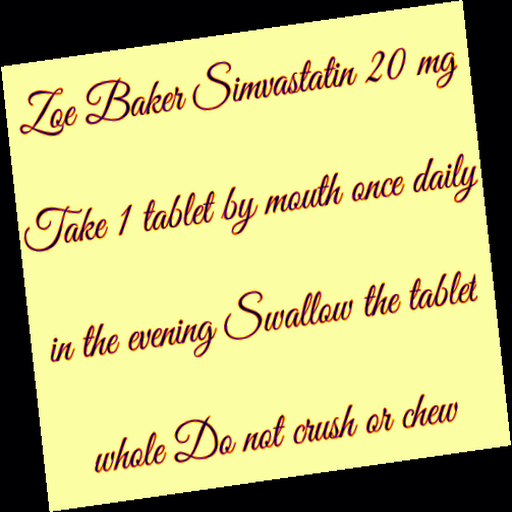 Zoe Baker Simvastatin 20 mg
Take 1 tablet by mouth once daily
in the evening Swallow the tablet
whole Do not crush or chew